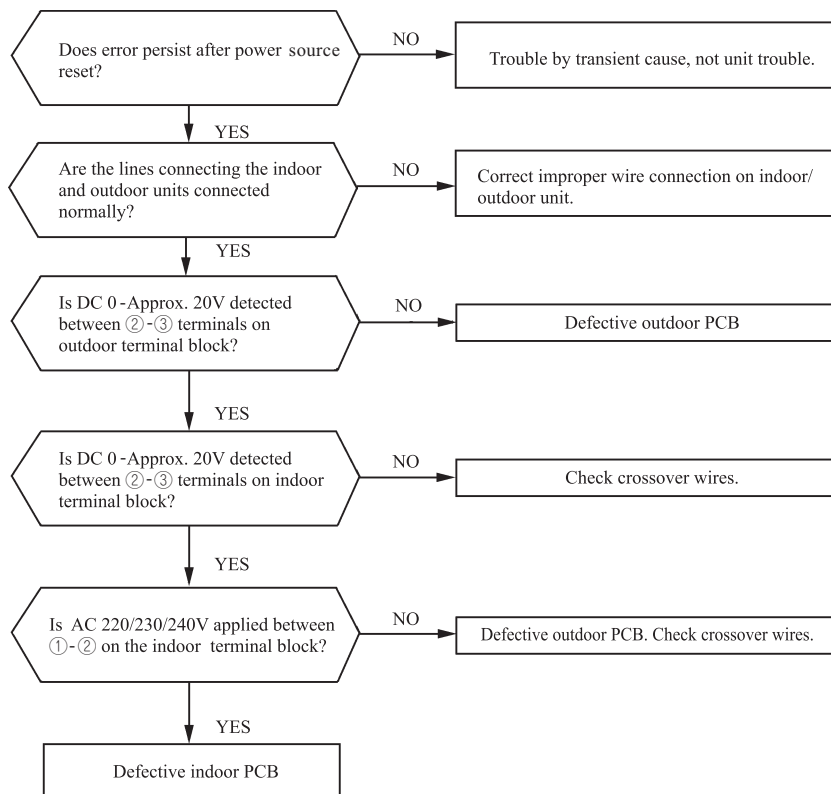 Does error persist after power source
reset?
NO
Trouble by transient cause, not unit trouble.
YES
Are the lines connecting the indoor
and outdoor units connected
normally?
NO
Correct improper wire connection on indoor/
outdoor unit.
YES
Is DC 0-Approx. 20V detected
between ②-③ terminals on
outdoor terminal block?
NO
Defective outdoor PCB
YES
Is DC 0-Approx. 20V detected
between ②-③ terminals on indoor
terminal block?
NO
Check crossover wires.
YES
Is AC 220/230/240V applied between
①-② on the indoor terminal block?
NO
Defective outdoor PCB. Check crossover wires.
YES
Defective indoor PCB